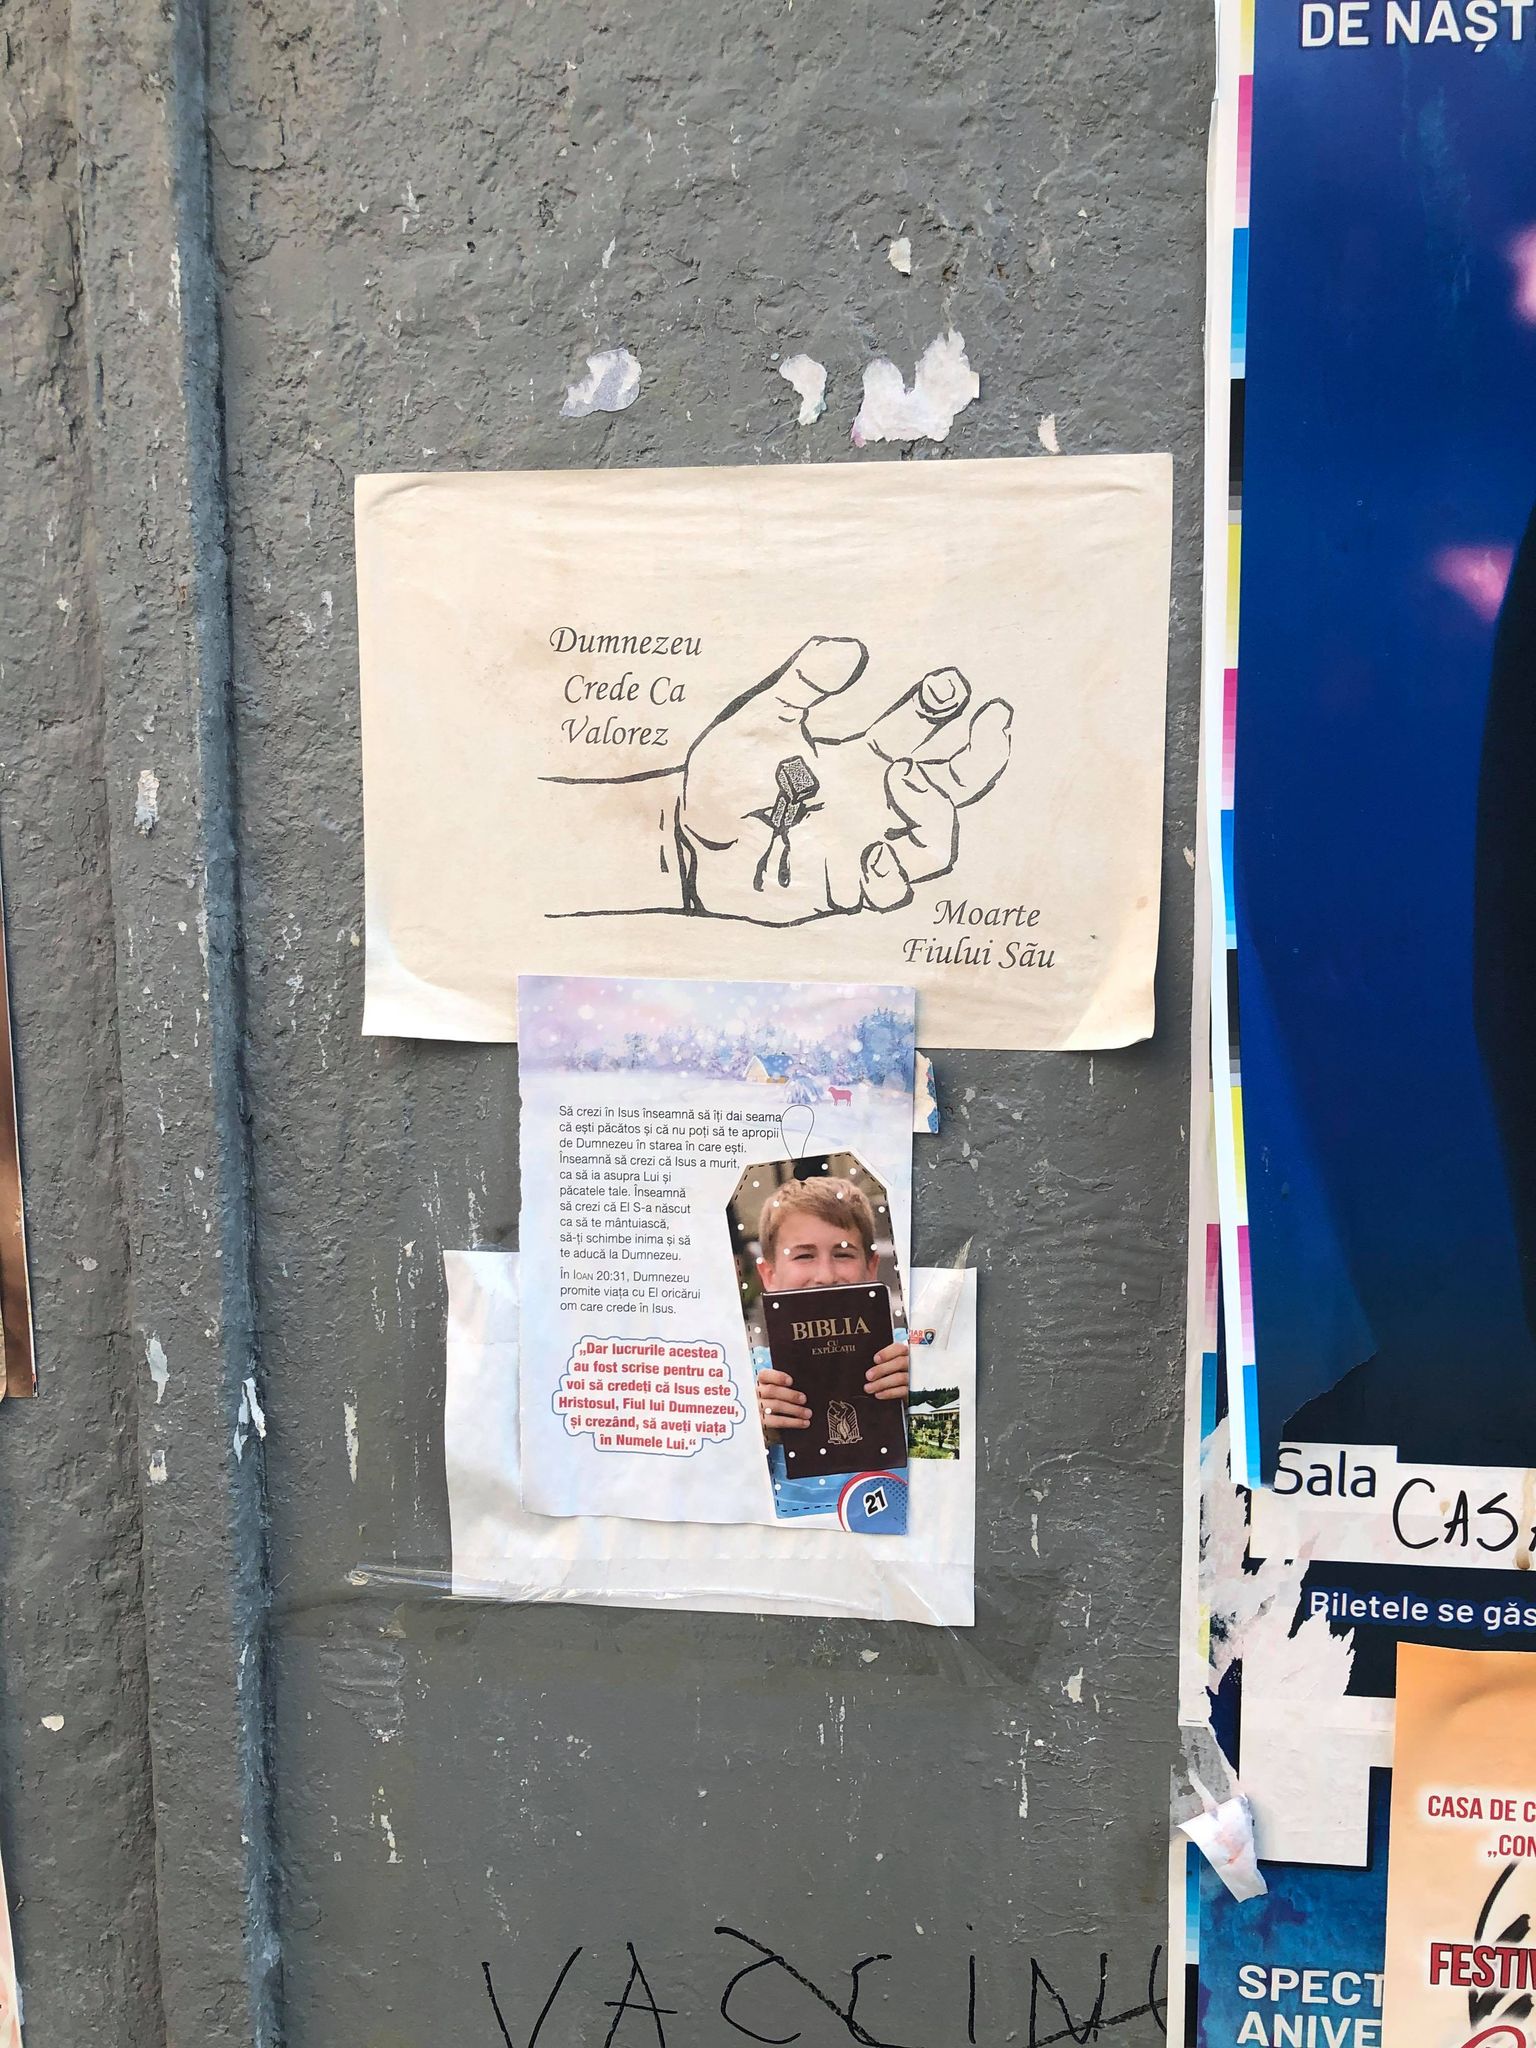 DE NAȘT
Dumnezeu
Crede Ca
Valorez
Moarte
Fiului Său
Să crezi în Isus înseamnă să îți dai seama
că ești păcătos și că nu poți să te apropii
de Dumnezeu în starea în care ești.
Înseamnă să crezi că Isus a murit,
ca să ia asupra Lui și
păcatele tale. Înseamnă
să crezi că El S-a născut
ca să te mântuiască,
să-ți schimbe inima și să
te aducă la Dumnezeu.
În Ioan 20:31, Dumnezeu
promite viața cu El oricărui
om care crede în Isus.
„Dar lucrurile acestea
au fost scrise pentru ca
voi să credeți că Isus este
Hristosul, Fiul lui Dumnezeu,
și crezând, să aveți viața
în Numele Lui.“
BIBLIA
CU
EXPLICAȚII
21
Sala CASA
Biletele se găs
CASA DE C
„CON
FESTIV
SPECT
ANIVE
VACCIN